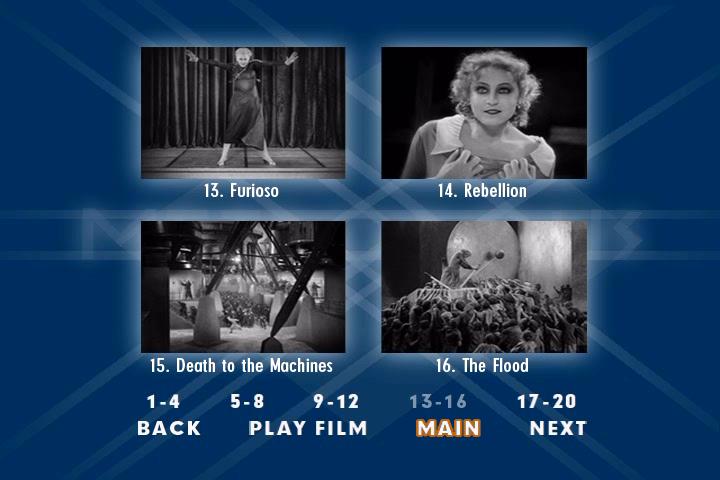 13. Furioso
14. Rebellion
15. Death to the Machines
16. The Flood
1-4 5-8 9-12 13-16 17-20
BACK PLAY FILM MAIN NEXT